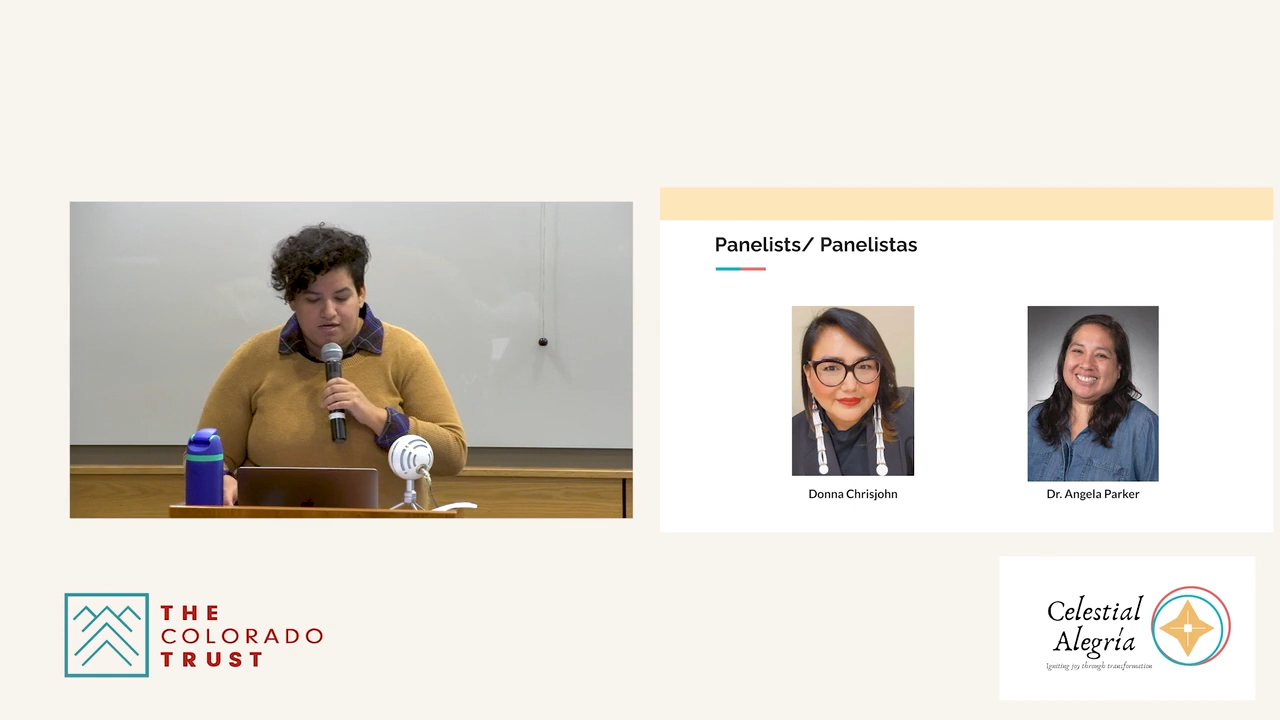 Panelists/ Panelistas
Donna Chrisjohn
Dr. Angela Parker
THE
COLORADO
TRUST
Celestial
Alegría
Igniting joy through transformation